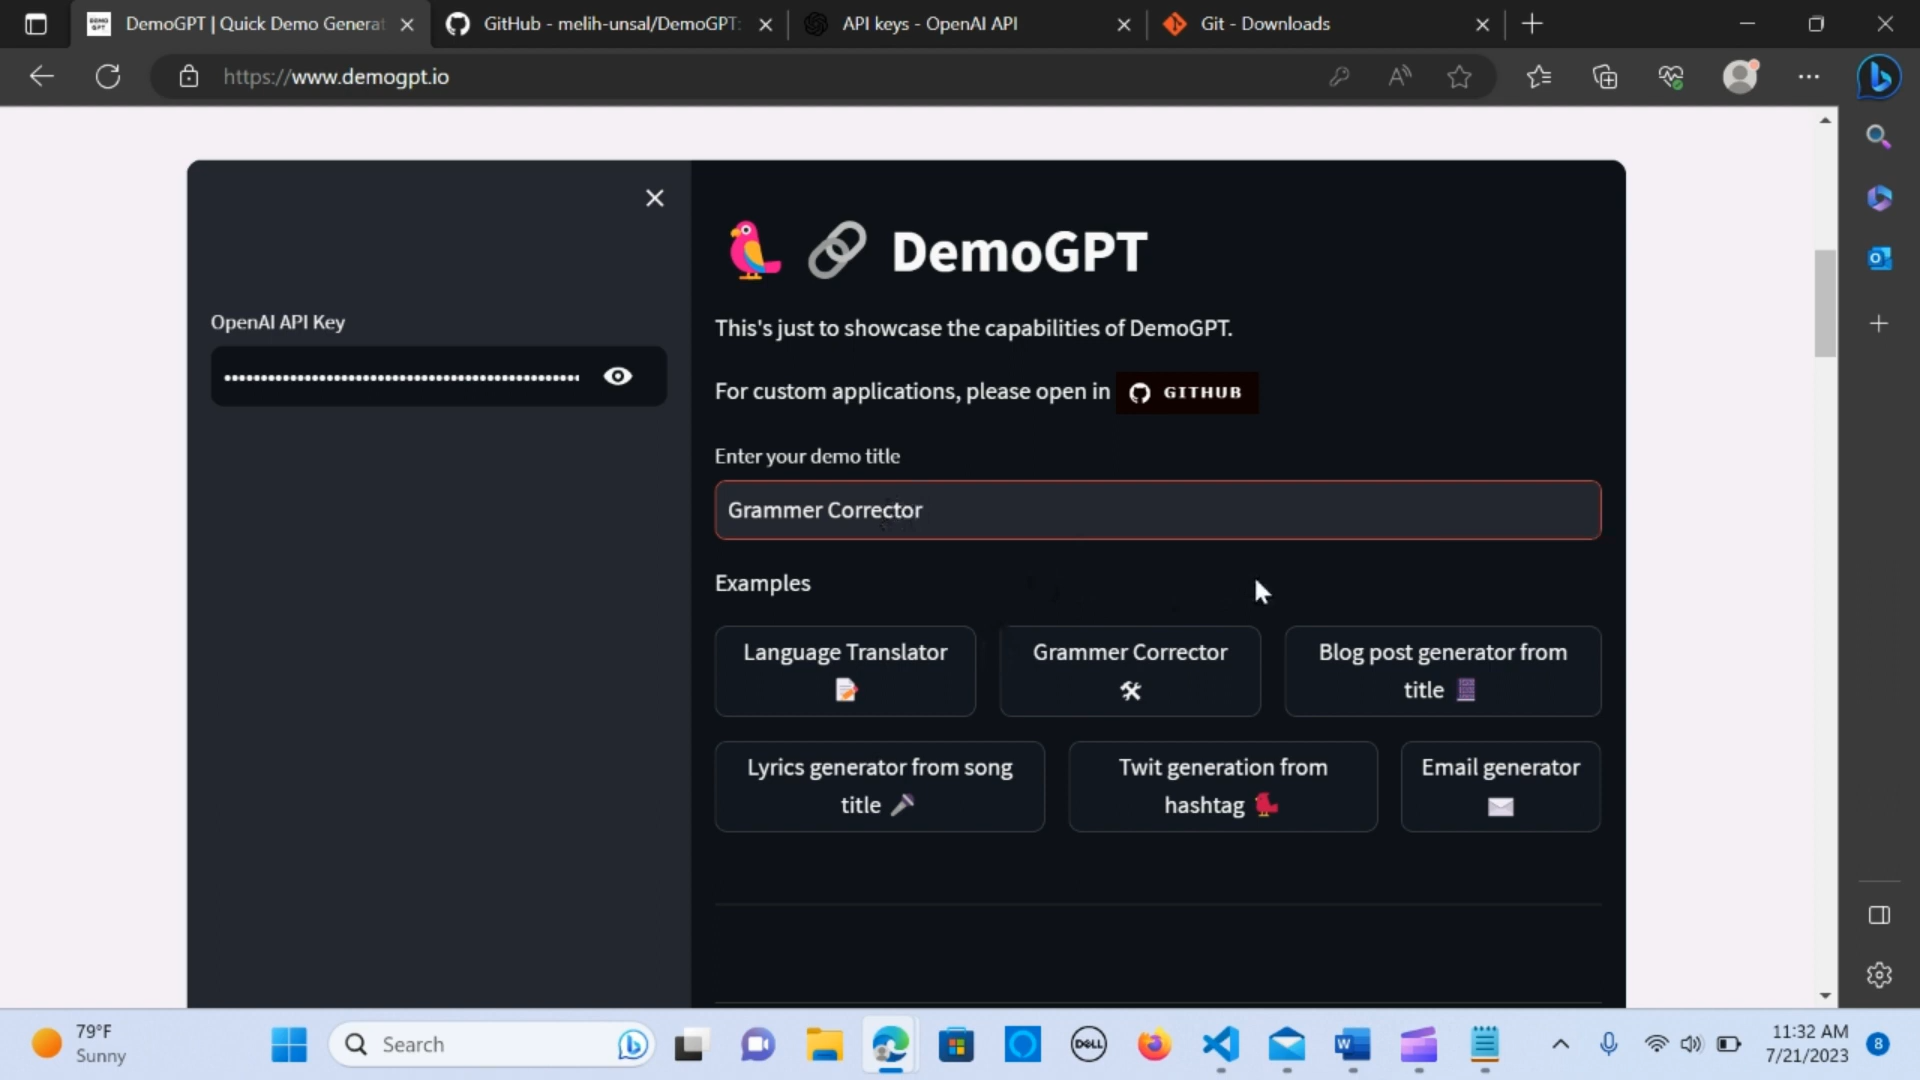 DemoGPT | Quick Demo Generat
GitHub - melih-unsal/DemoGPT:
API keys - OpenAI API
Git - Downloads
https://www.demogpt.io
DemoGPT
This's just to showcase the capabilities of DemoGPT.
OpenAI API Key
For custom applications, please open in GITHUB
Enter your demo title
Grammer Corrector
Examples
Language Translator
Grammer Corrector
Blog post generator from
title
Lyrics generator from song
title
Twit generation from
hashtag
Email generator
79°F
Sunny
Search
DELL
11:32 AM
7/21/2023
8